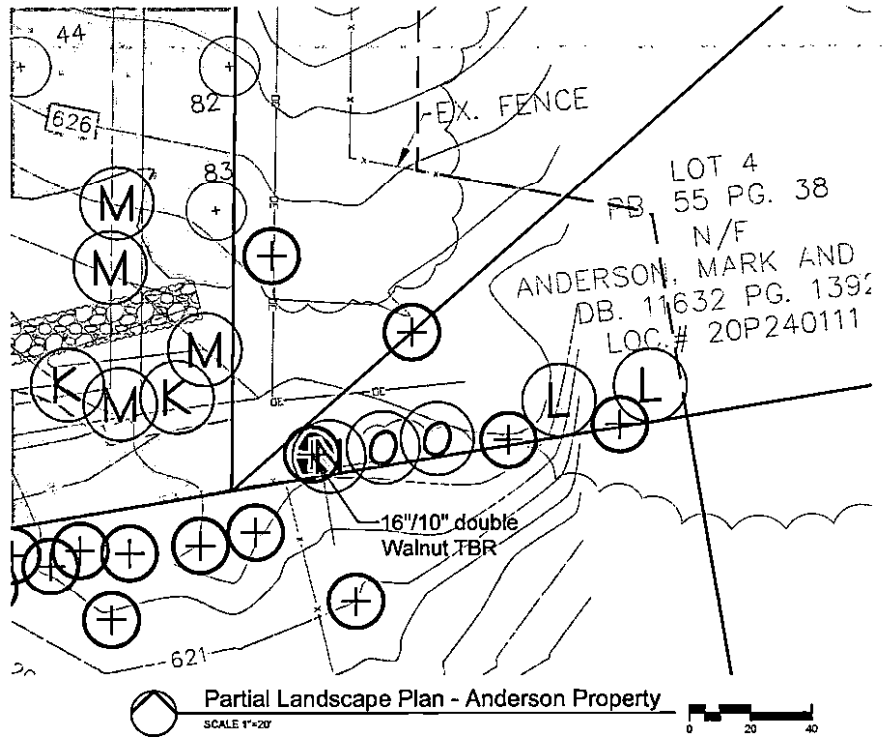 44
82
EX. FENCE
626
83
LOT 4
PB. 55 PG. 38
N/F
ANDERSON, MARK AND
DB. 11632 PG. 1392
LOC.# 20P240111
M
M
M
K
M
K
OE
OE
L
L
N
O
O
16"/10" double
Walnut TBR
621
Partial Landscape Plan - Anderson Property
SCALE 1"=20'
0
20
40